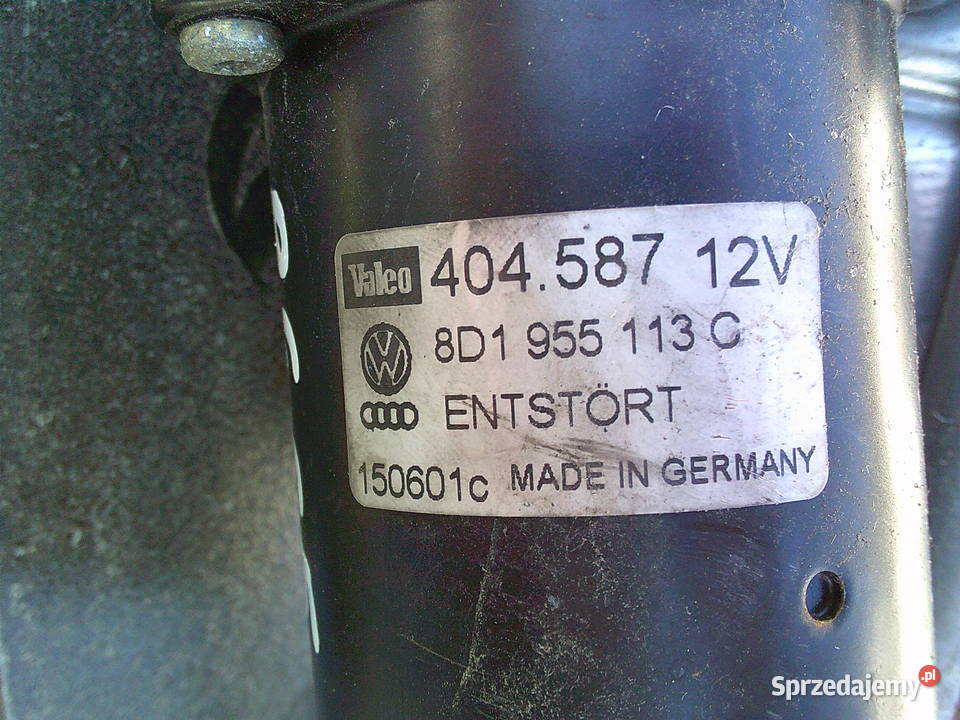 Valeo 404.587 12V
8D1 955 113 C
ENTSTÖRT
150601c MADE IN GERMANY
Sprzedajemy.pl